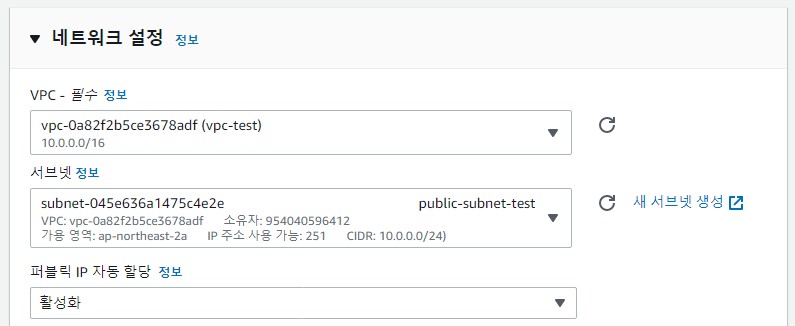 네트워크 설정 정보
VPC - 필수 정보
vpc-0a82f2b5ce3678adf (vpc-test)
10.0.0.0/16
서브넷 정보
subnet-045e636a1475c4e2e public-subnet-test
VPC: vpc-0a82f2b5ce3678adf 소유자: 954040596412
가용 영역: ap-northeast-2a IP 주소 사용 가능: 251 CIDR: 10.0.0.0/24)
새 서브넷 생성
퍼블릭 IP 자동 할당 정보
활성화